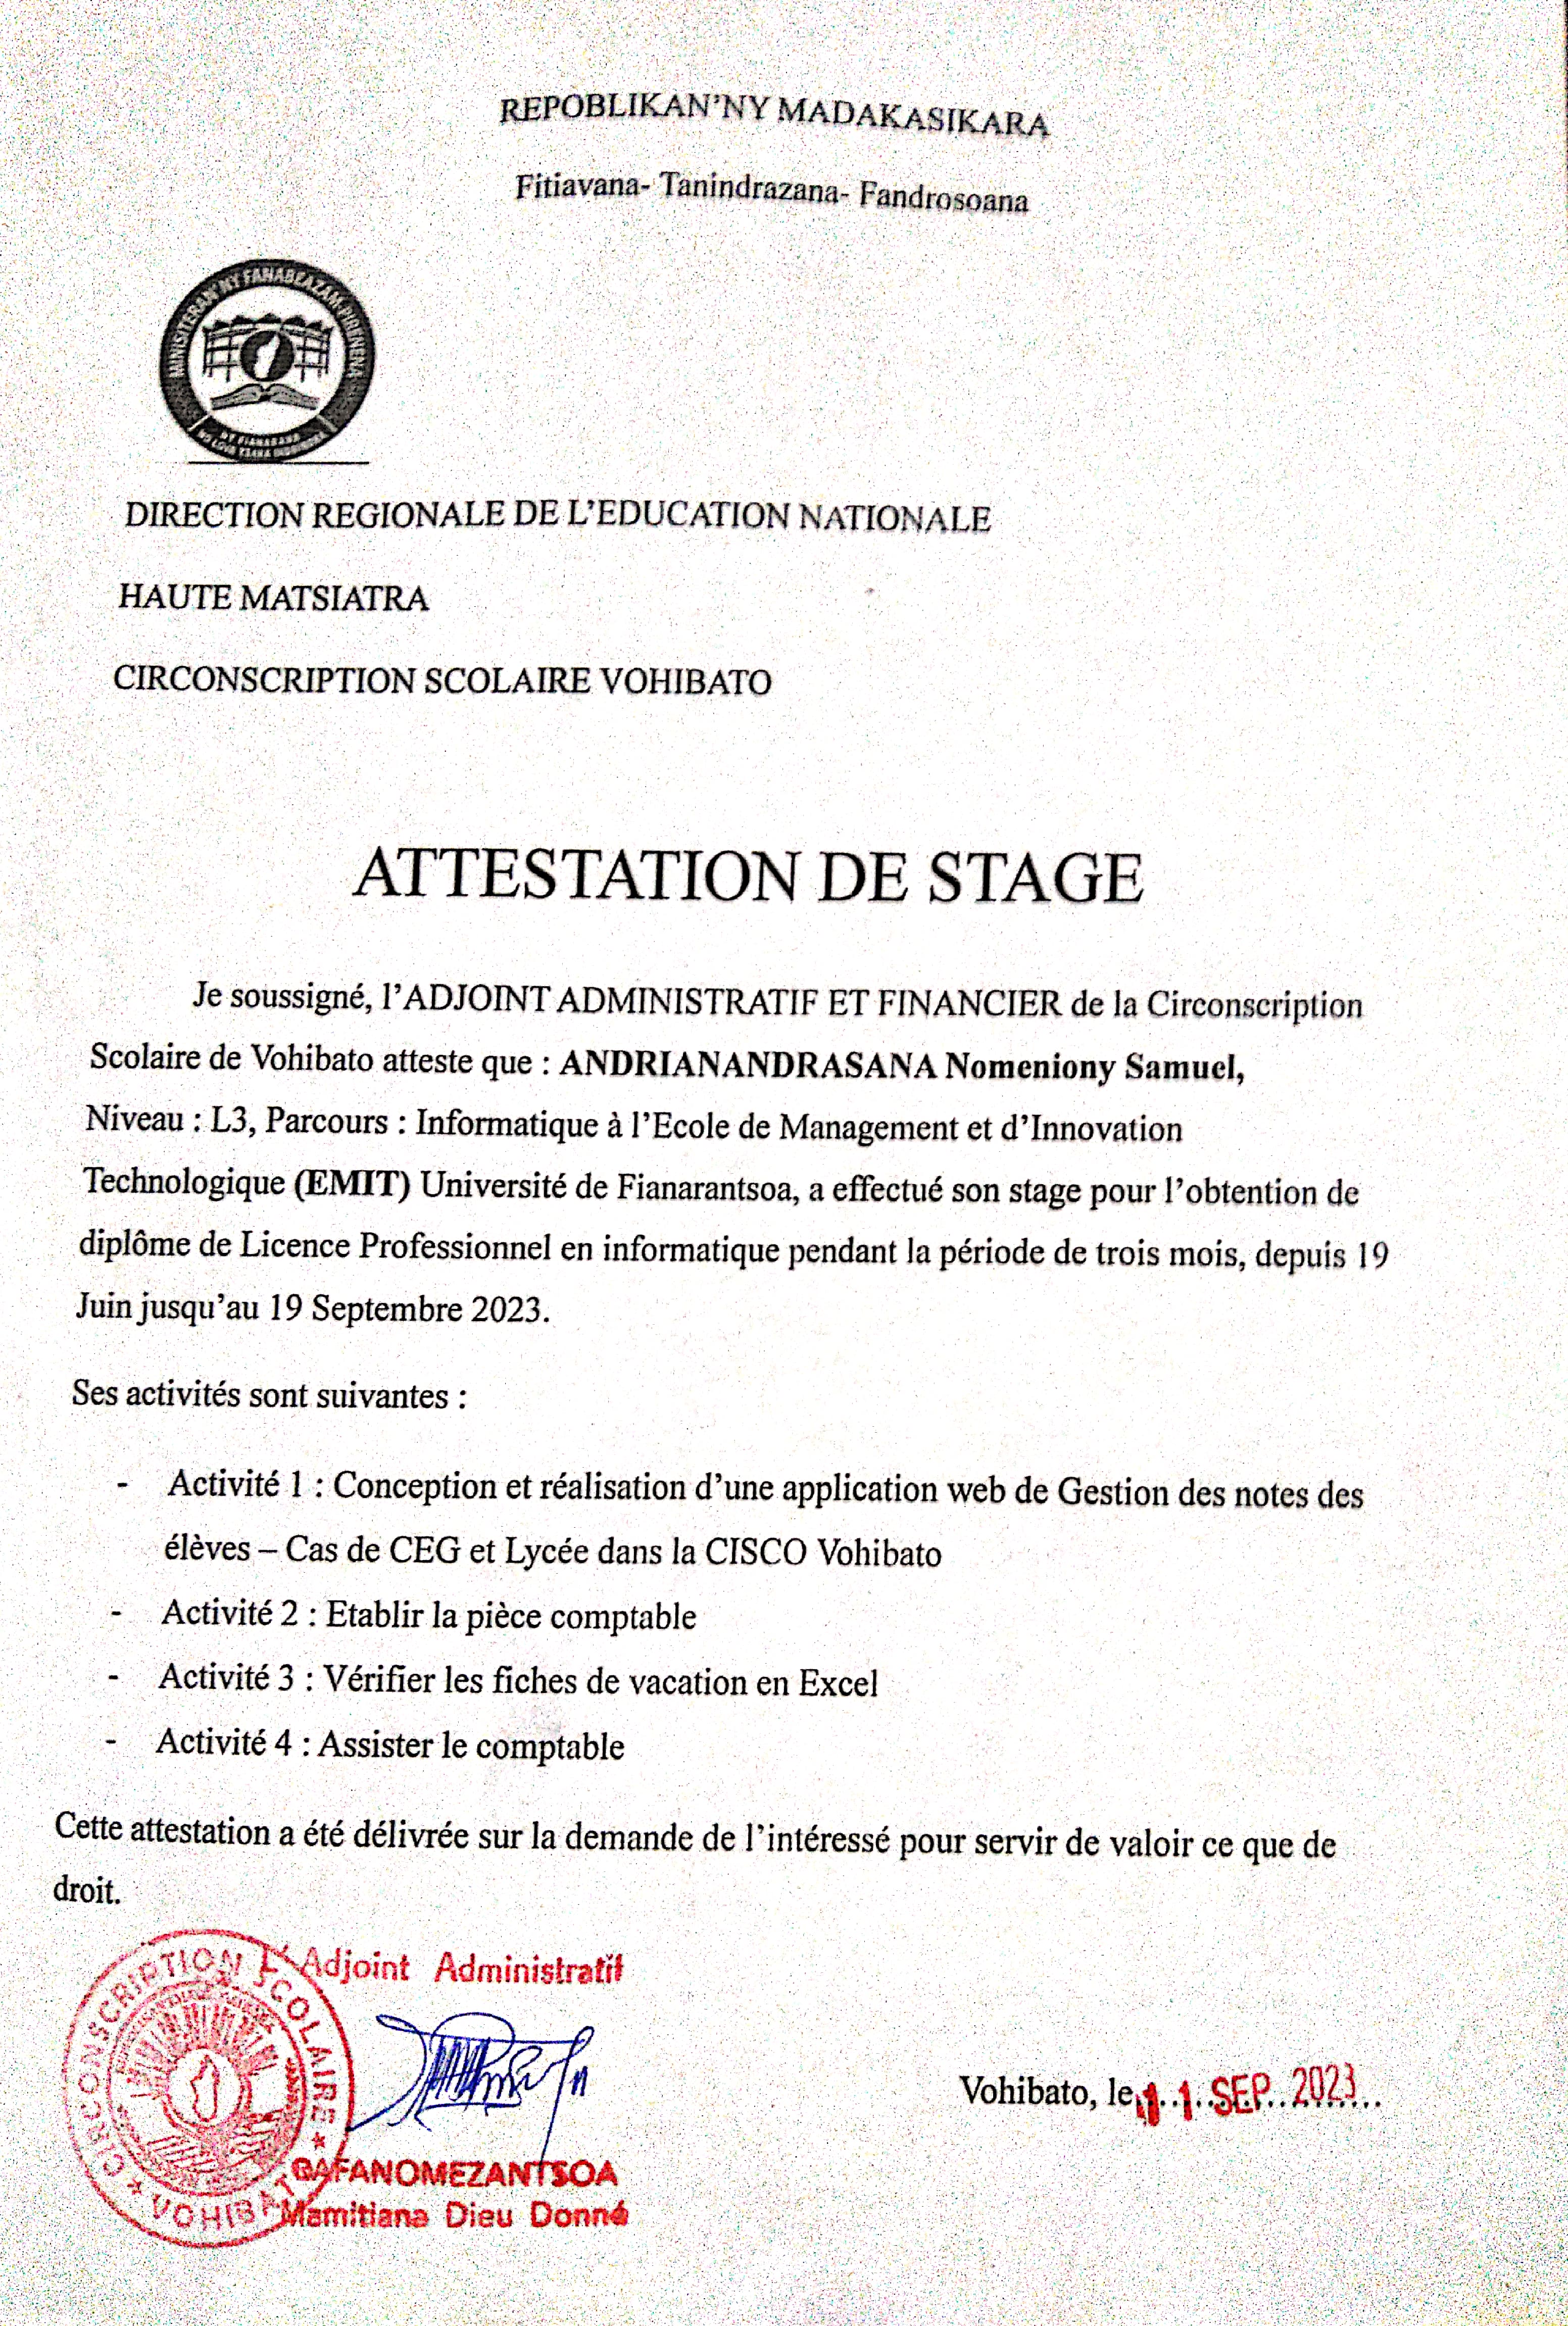 REPOBLIKAN'NY MADAKASIKARA
Fitiavana- Tanindrazana- Fandrosoana
MINISITERAN'NY FANABEAZAM-PIRENENA
DIRECTION REGIONALE DE L'EDUCATION NATIONALE
HAUTE MATSIATRA
CIRCONSCRIPTION SCOLAIRE VOHIBATO
ATTESTATION DE STAGE
Je soussigné, l'ADJOINT ADMINISTRATIF ET FINANCIER de la Circonscription
Scolaire de Vohibato atteste que : ANDRIANANDRASANA Nomeniony Samuel,
Niveau : L3, Parcours : Informatique à l'Ecole de Management et d'Innovation
Technologique (EMIT) Université de Fianarantsoa, a effectué son stage pour l'obtention de
diplôme de Licence Professionnel en informatique pendant la période de trois mois, depuis 19
Juin jusqu'au 19 Septembre 2023.
Ses activités sont suivantes :
- Activité 1 : Conception et réalisation d'une application web de Gestion des notes des
élèves – Cas de CEG et Lycée dans la CISCO Vohibato
- Activité 2 : Etablir la pièce comptable
- Activité 3 : Vérifier les fiches de vacation en Excel
- Activité 4 : Assister le comptable
Cette attestation a été délivrée sur la demande de l'intéressé pour servir de valoir ce que de
droit.
L'Adjoint Administratif
CIRCONSCRIPTION SCOLAIRE
VOHIBATO
Vohibato, le 11 SEP 2023
RAFANOMEZANTSOA
Mamitiana Dieu Donné